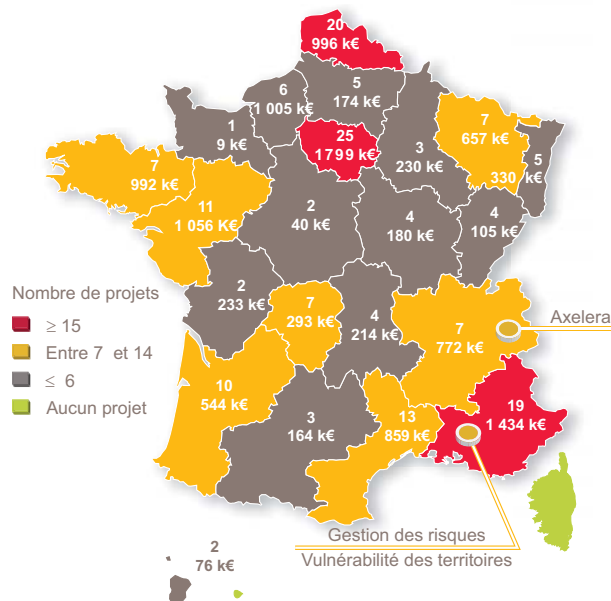 20
996 k€
6
1 005 k€
5
174 k€
7
657 k€
1
9 k€
25
1 799 k€
3
230 k€
5
330 k€
7
992 k€
11
1 056 K€
2
40 k€
4
180 k€
4
105 k€
2
233 k€
7
293 k€
4
214 k€
7
772 k€
Axelera
Nombre de projets
≥ 15
Entre 7 et 14
≤ 6
Aucun projet
10
544 k€
3
164 k€
13
859 k€
19
1 434 k€
Gestion des risques
Vulnérabilité des territoires
2
76 k€